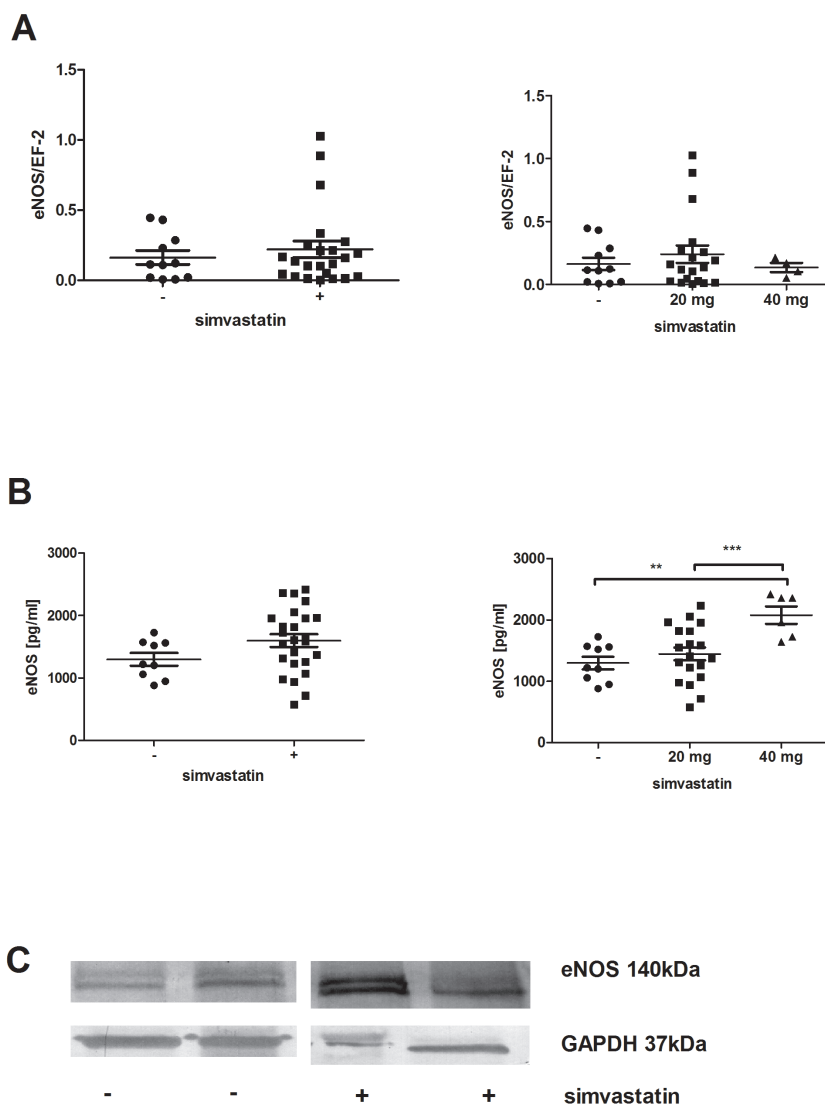 A
eNOS/EF-2
1.5
1.0
0.5
0.0
- +
simvastatin
eNOS/EF-2
1.5
1.0
0.5
0.0
- 20 mg 40 mg
simvastatin
B
eNOS [pg/ml]
3000
2000
1000
0
- +
simvastatin
eNOS [pg/ml]
3000
2000
1000
0
** ***
- 20 mg 40 mg
simvastatin
C
eNOS 140kDa
GAPDH 37kDa
- - + + simvastatin